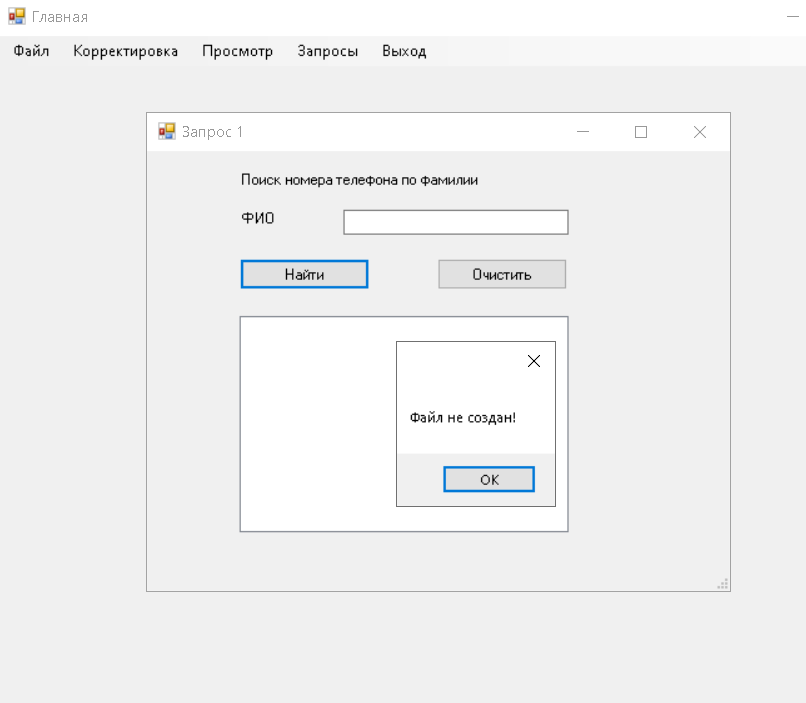 Главная
Файл Корректировка Просмотр Запросы Выход
Запрос 1
Поиск номера телефона по фамилии
ФИО
Найти Очистить
Файл не создан!
OK